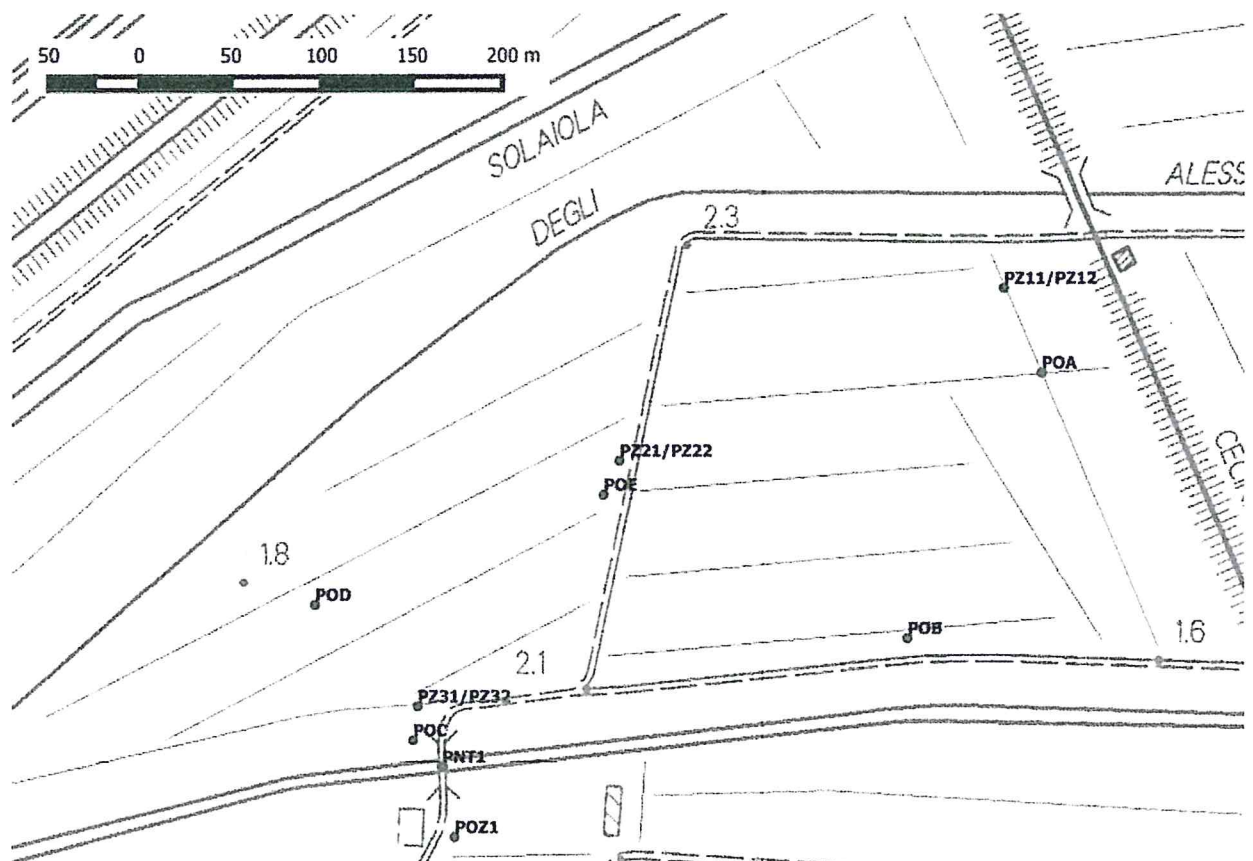 50 0 50 100 150 200 m
SOLAIOLA
DEGLI
ALESS
2.3
PZ11/PZ12
POA
PZ21/PZ22
POE
1.8
POD
POB
1.6
2.1
PZ31/PZ32
POC
PNT1
POZ1